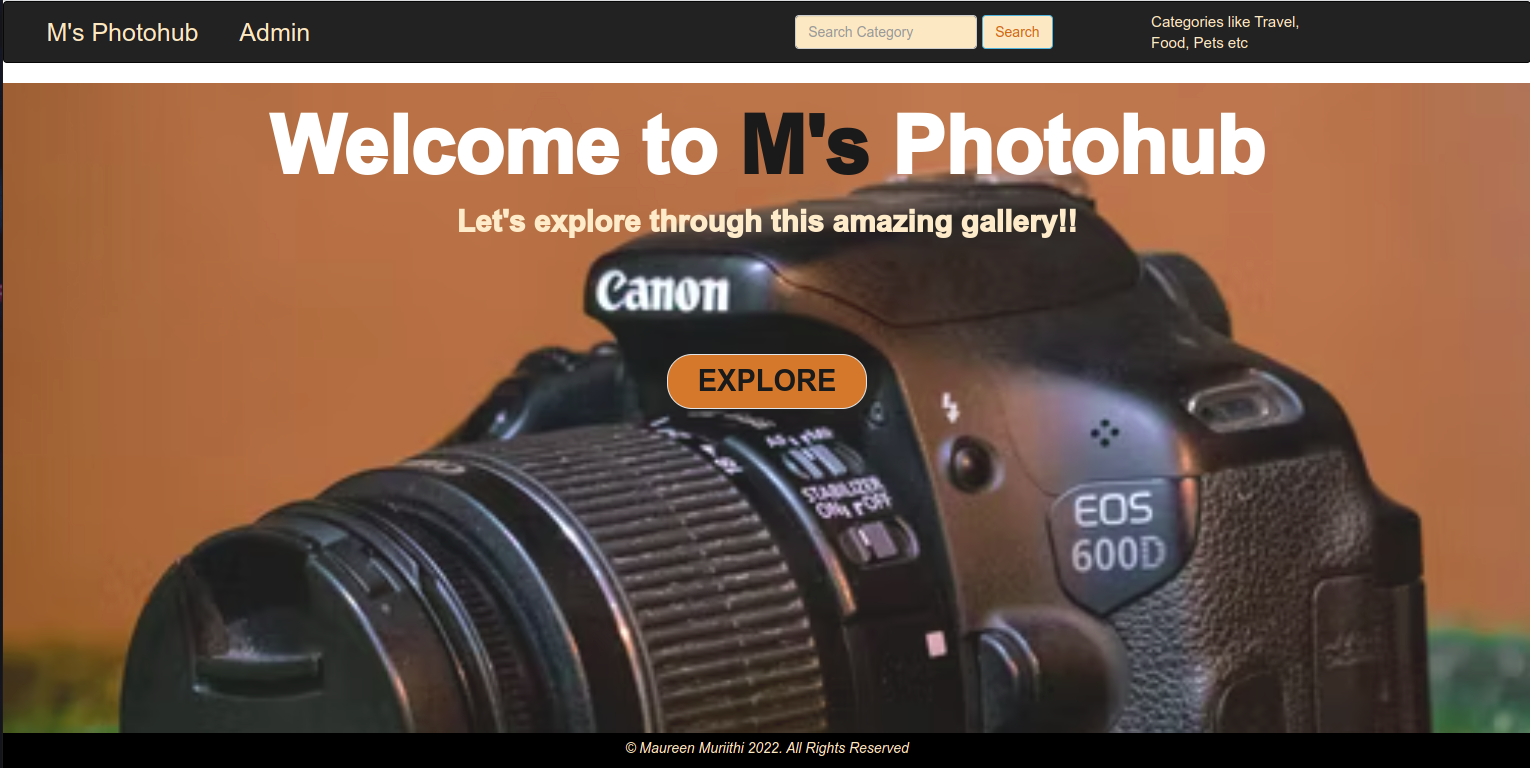 M's Photohub Admin Search Category Search Categories like Travel,
Food, Pets etc
Welcome to M's Photohub
Let's explore through this amazing gallery!!
Canon
EXPLORE
STABILIZER
ON OFF
EOS
600D
© Maureen Muriithi 2022. All Rights Reserved